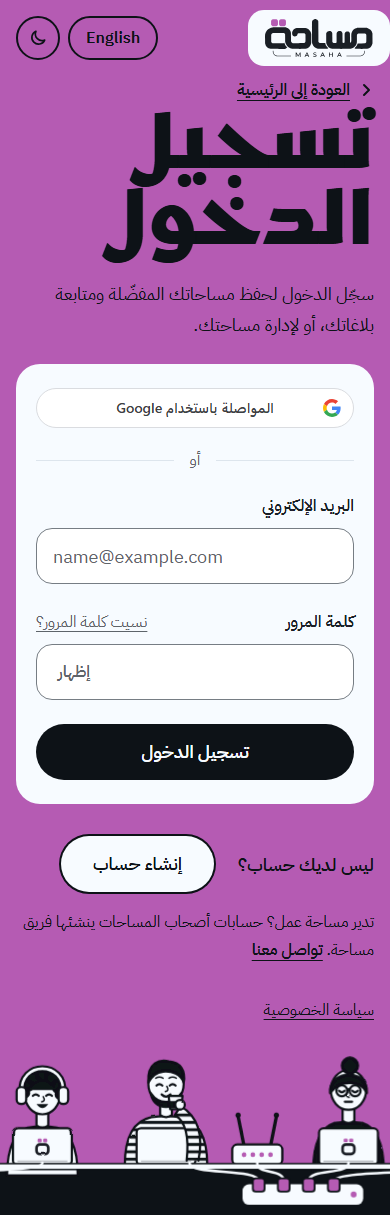 مساحة
MASAHA
English
العودة إلى الرئيسية
تسجيل
الدخول
سجّل الدخول لحفظ مساحاتك المفضّلة ومتابعة
بلاغاتك، أو لإدارة مساحتك.
المواصلة باستخدام Google
أو
البريد الإلكتروني
name@example.com
كلمة المرور
نسيت كلمة المرور؟
إظهار
تسجيل الدخول
ليس لديك حساب؟
إنشاء حساب
تدير مساحة عمل؟ حسابات أصحاب المساحات ينشئها فريق
مساحة. تواصل معنا
سياسة الخصوصية